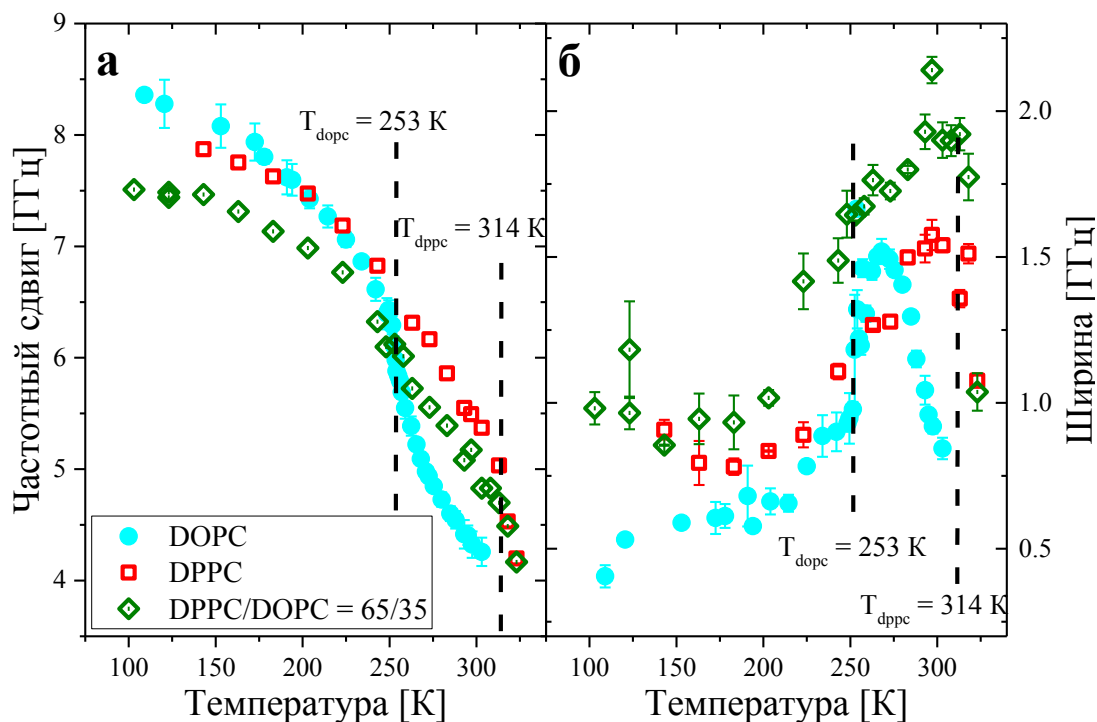 а
б
9
8
7
6
5
4
Частотный сдвиг [ГГц]
T_dopc = 253 К
T_dppc = 314 К
DOPC
DPPC
DPPC/DOPC = 65/35
100 150 200 250 300
Температура [К]
2.0
1.5
1.0
0.5
Ширина [ГГц]
T_dopc = 253 К
T_dppc = 314 К
100 150 200 250 300
Температура [К]